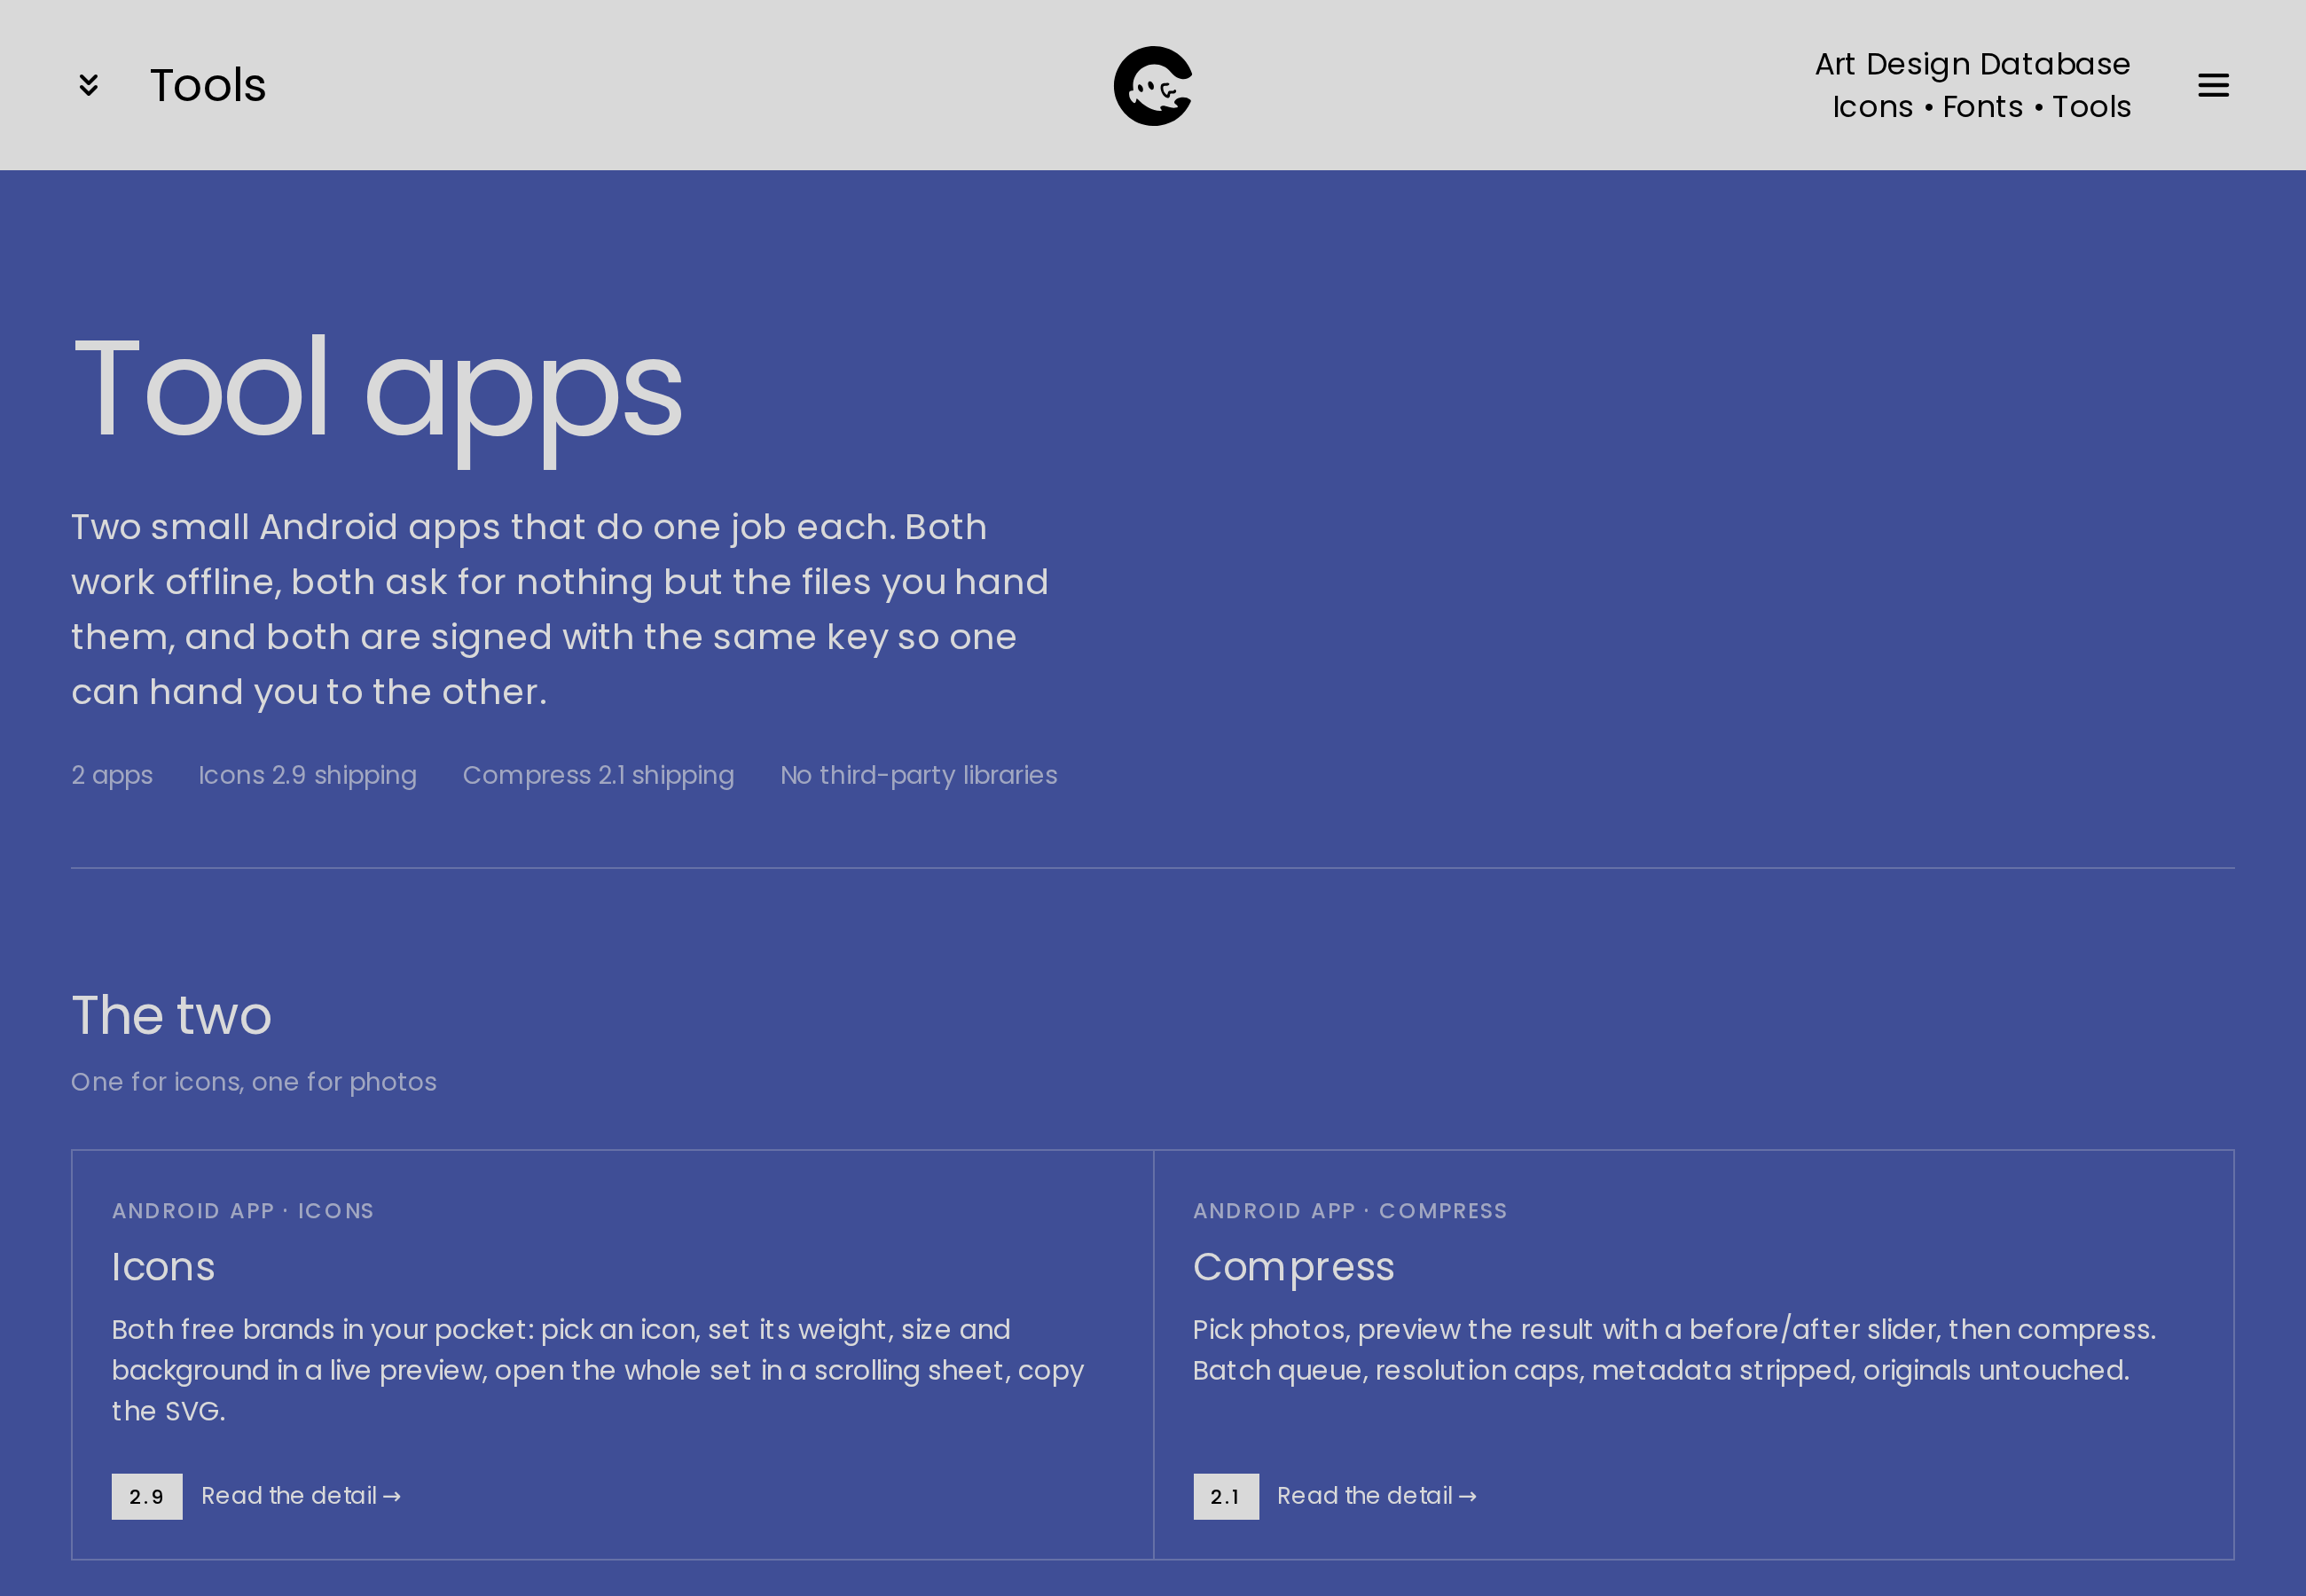 Tools
Art Design Database
Icons • Fonts • Tools
Tool apps
Two small Android apps that do one job each. Both
work offline, both ask for nothing but the files you hand
them, and both are signed with the same key so one
can hand you to the other.
2 apps Icons 2.9 shipping Compress 2.1 shipping No third-party libraries
The two
One for icons, one for photos
ANDROID APP · ICONS
Icons
Both free brands in your pocket: pick an icon, set its weight, size and
background in a live preview, open the whole set in a scrolling sheet, copy
the SVG.
2.9 Read the detail →
ANDROID APP · COMPRESS
Compress
Pick photos, preview the result with a before/after slider, then compress.
Batch queue, resolution caps, metadata stripped, originals untouched.
2.1 Read the detail →